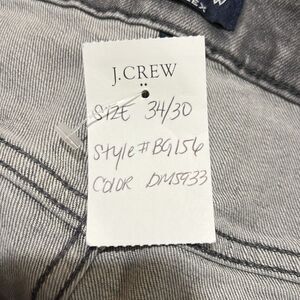 J.CREW
SIZE 34/30
Style # BG156
COLOR DM5933